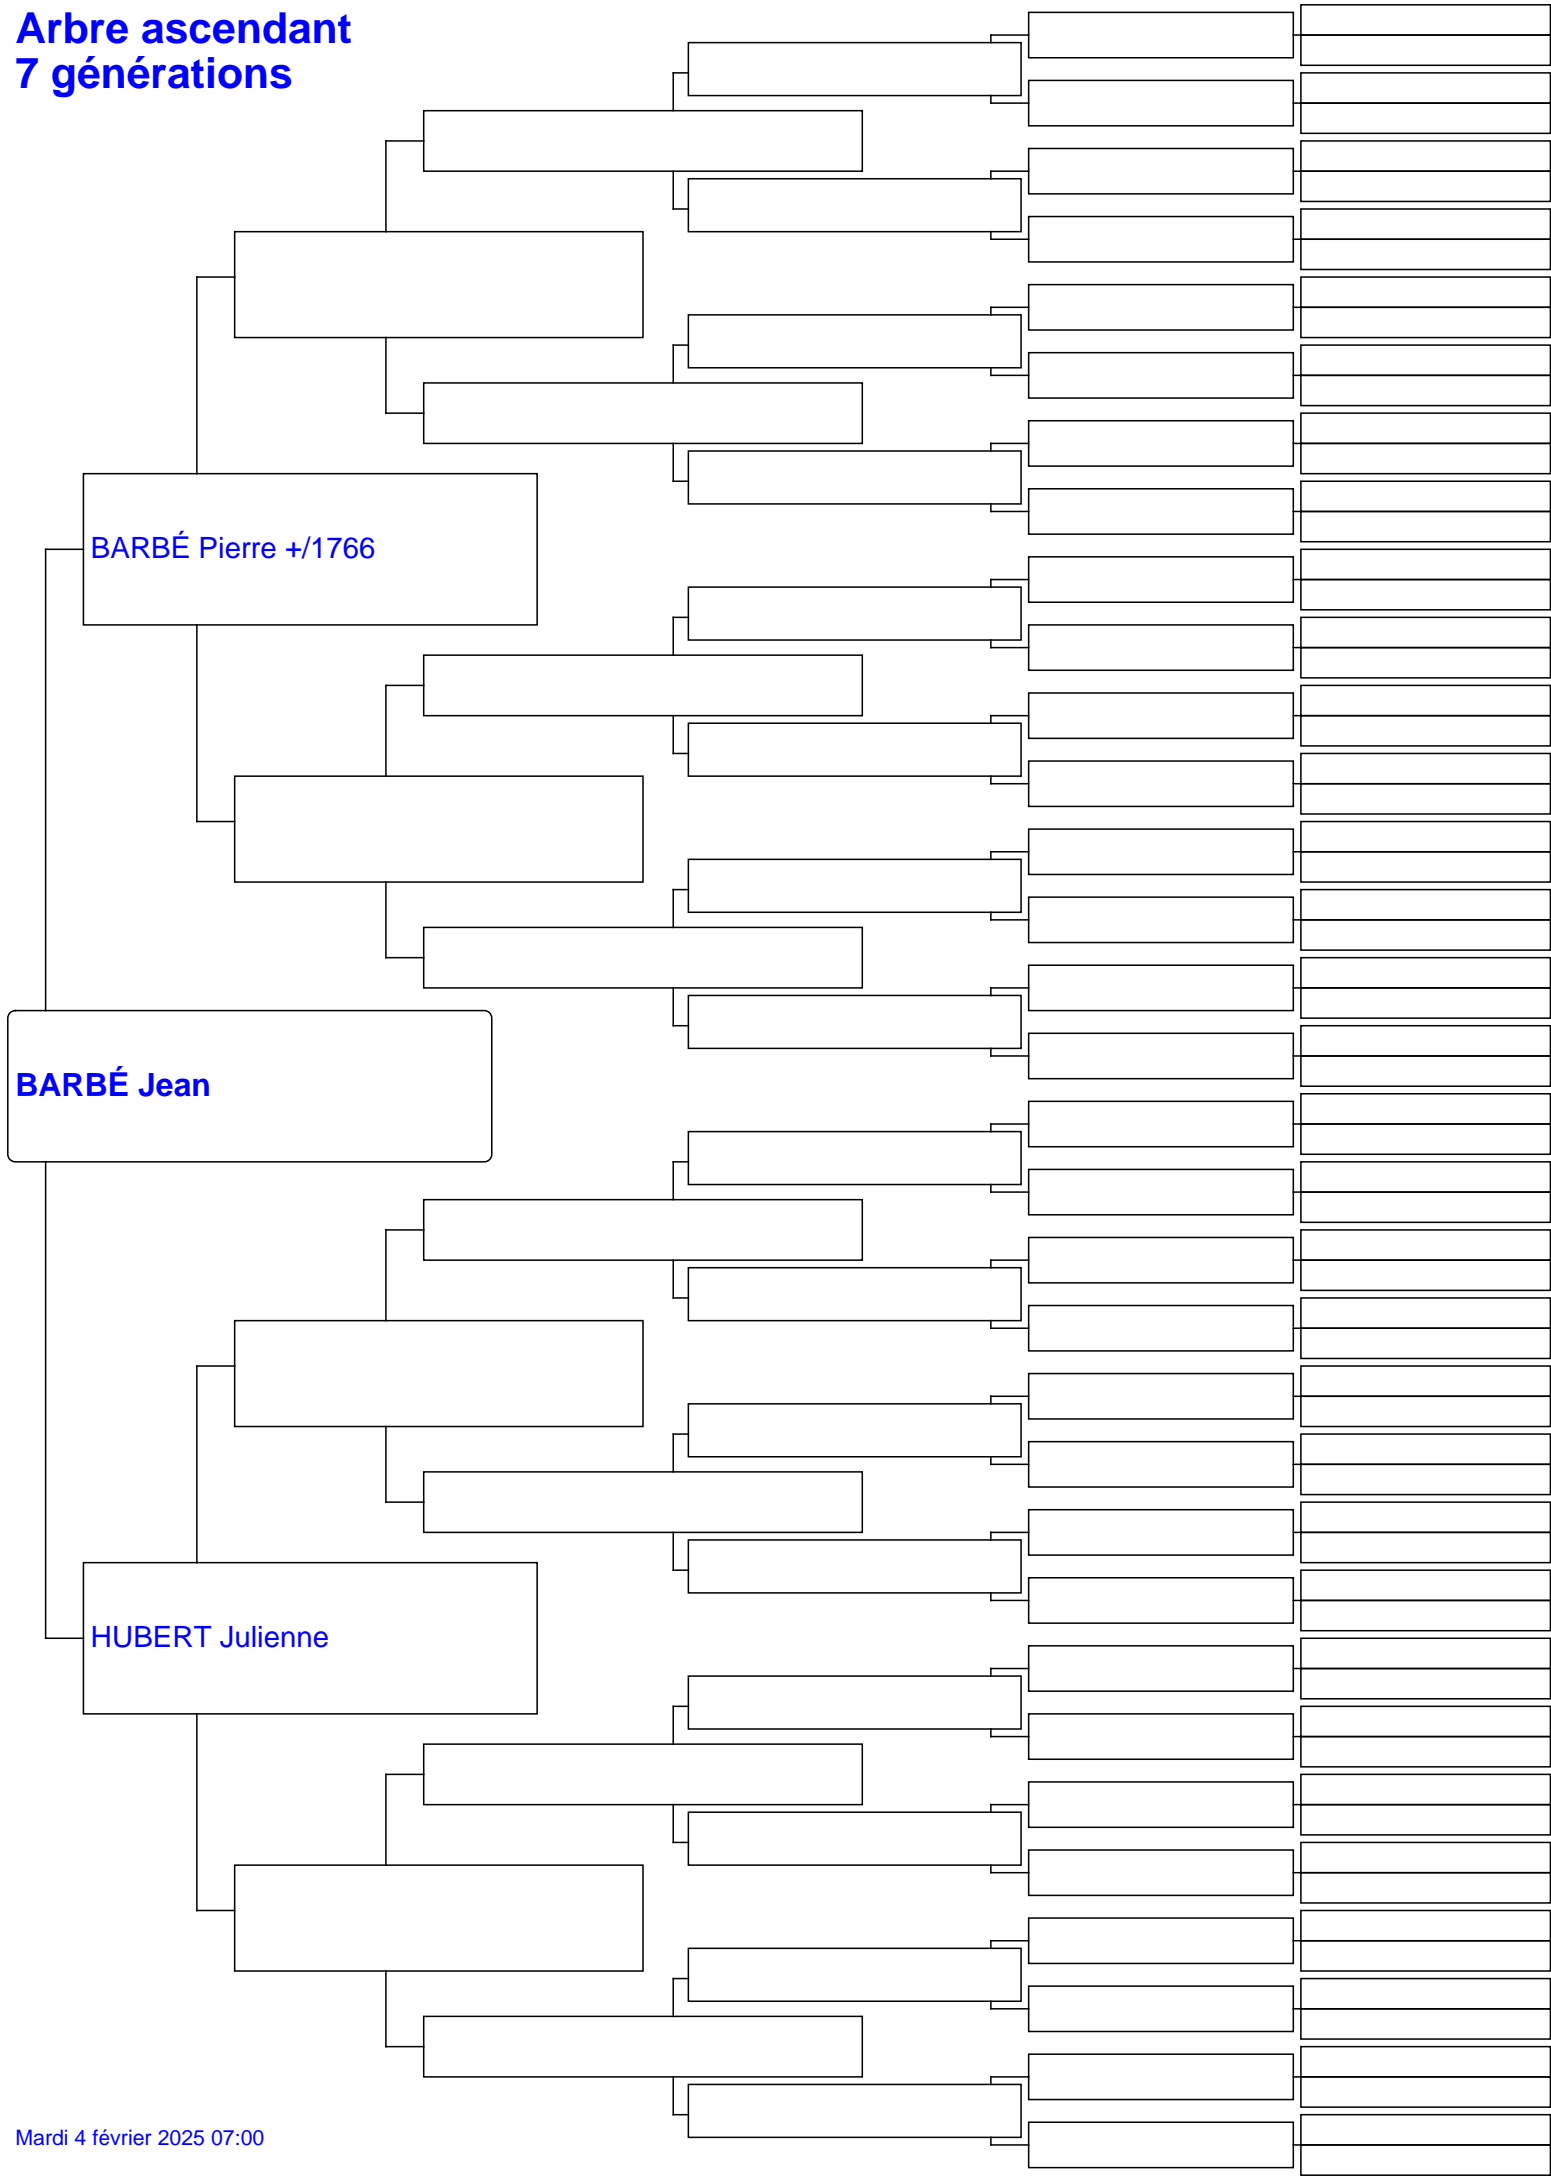 Arbre ascendant
7 générations
BARBÉ Pierre +/1766
BARBÉ Jean
HUBERT Julienne
Mardi 4 février 2025 07:00